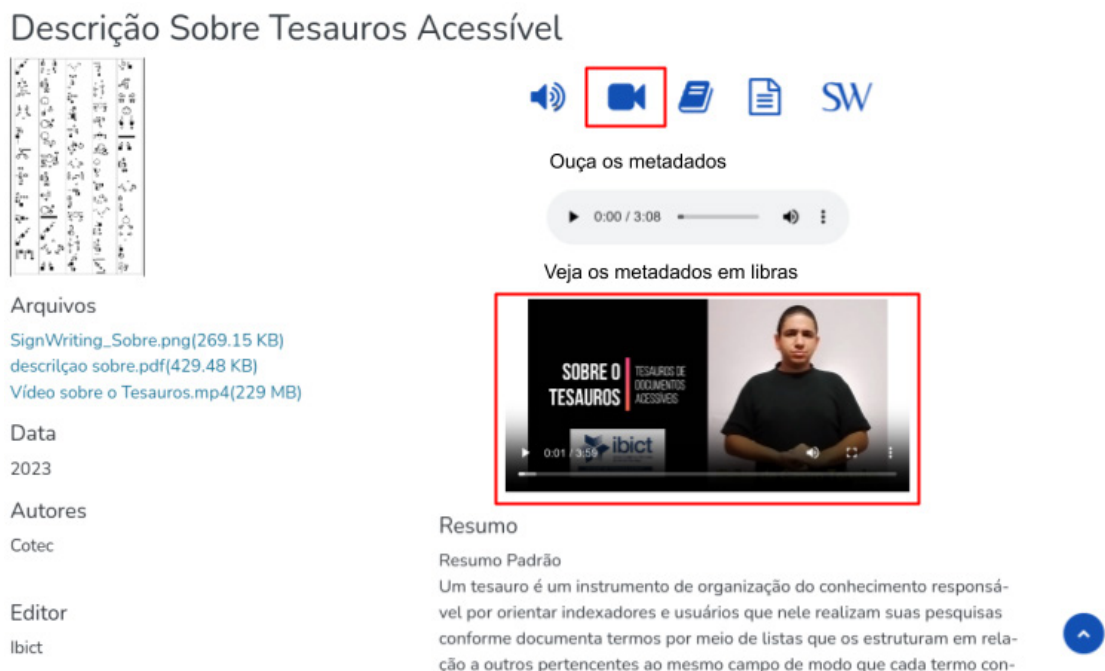 Descrição Sobre Tesauros Acessível
SW
Ouça os metadados
0:00 / 3:08
Veja os metadados em libras
SOBRE O
TESAUROS
TESAUROS DE
DOCUMENTOS
ACESSÍVEIS
ibict
0:01 / 3:59
Arquivos
SignWriting_Sobre.png(269.15 KB)
descrilçao sobre.pdf(429.48 KB)
Vídeo sobre o Tesauros.mp4(229 MB)
Data
2023
Autores
Cotec
Editor
Ibict
Resumo
Resumo Padrão
Um tesauro é um instrumento de organização do conhecimento responsá-
vel por orientar indexadores e usuários que nele realizam suas pesquisas
conforme documenta termos por meio de listas que os estruturam em rela-
ção a outros pertencentes ao mesmo campo de modo que cada termo con-